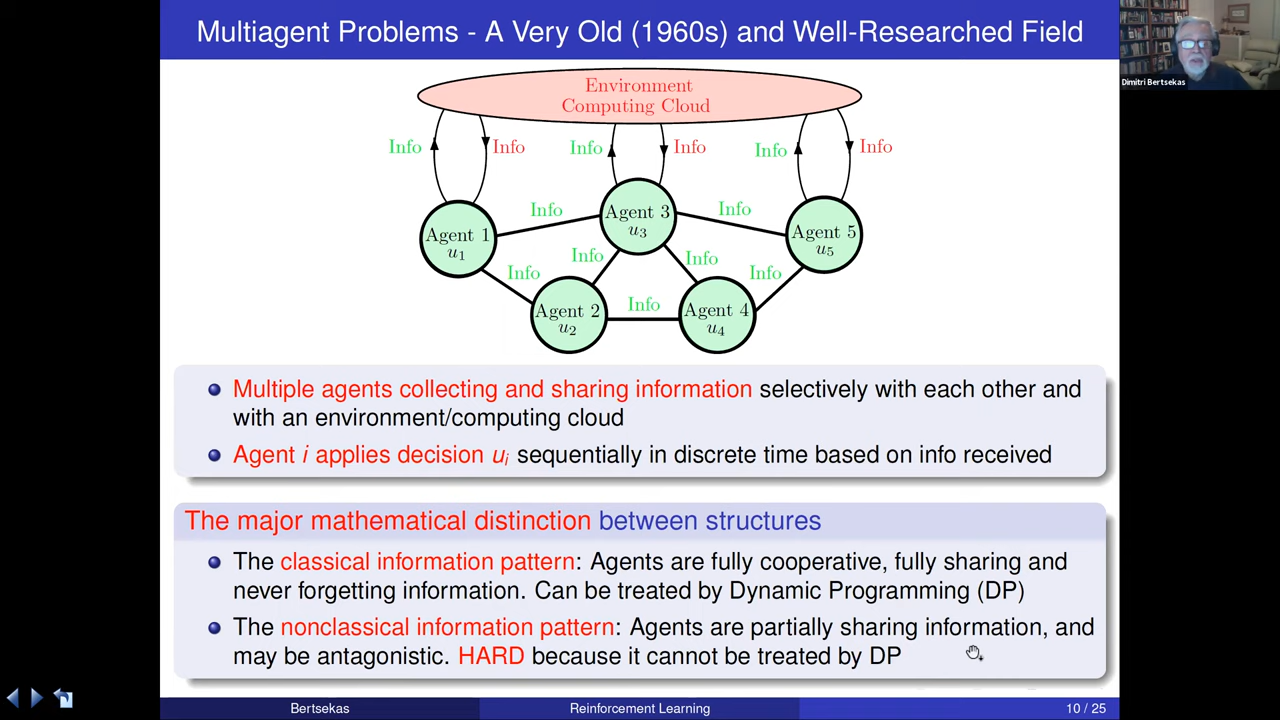 Multiagent Problems - A Very Old (1960s) and Well-Researched Field
Dimitri Bertsekas
Environment
Computing Cloud
Info Info Info Info Info Info
Info Info
Info Info
Info Info
Info
Agent 1
u1
Agent 2
u2
Agent 3
u3
Agent 4
u4
Agent 5
u5
Multiple agents collecting and sharing information selectively with each other and
with an environment/computing cloud
Agent i applies decision ui sequentially in discrete time based on info received
The major mathematical distinction between structures
The classical information pattern: Agents are fully cooperative, fully sharing and
never forgetting information. Can be treated by Dynamic Programming (DP)
The nonclassical information pattern: Agents are partially sharing information, and
may be antagonistic. HARD because it cannot be treated by DP
Bertsekas
Reinforcement Learning
10 / 25